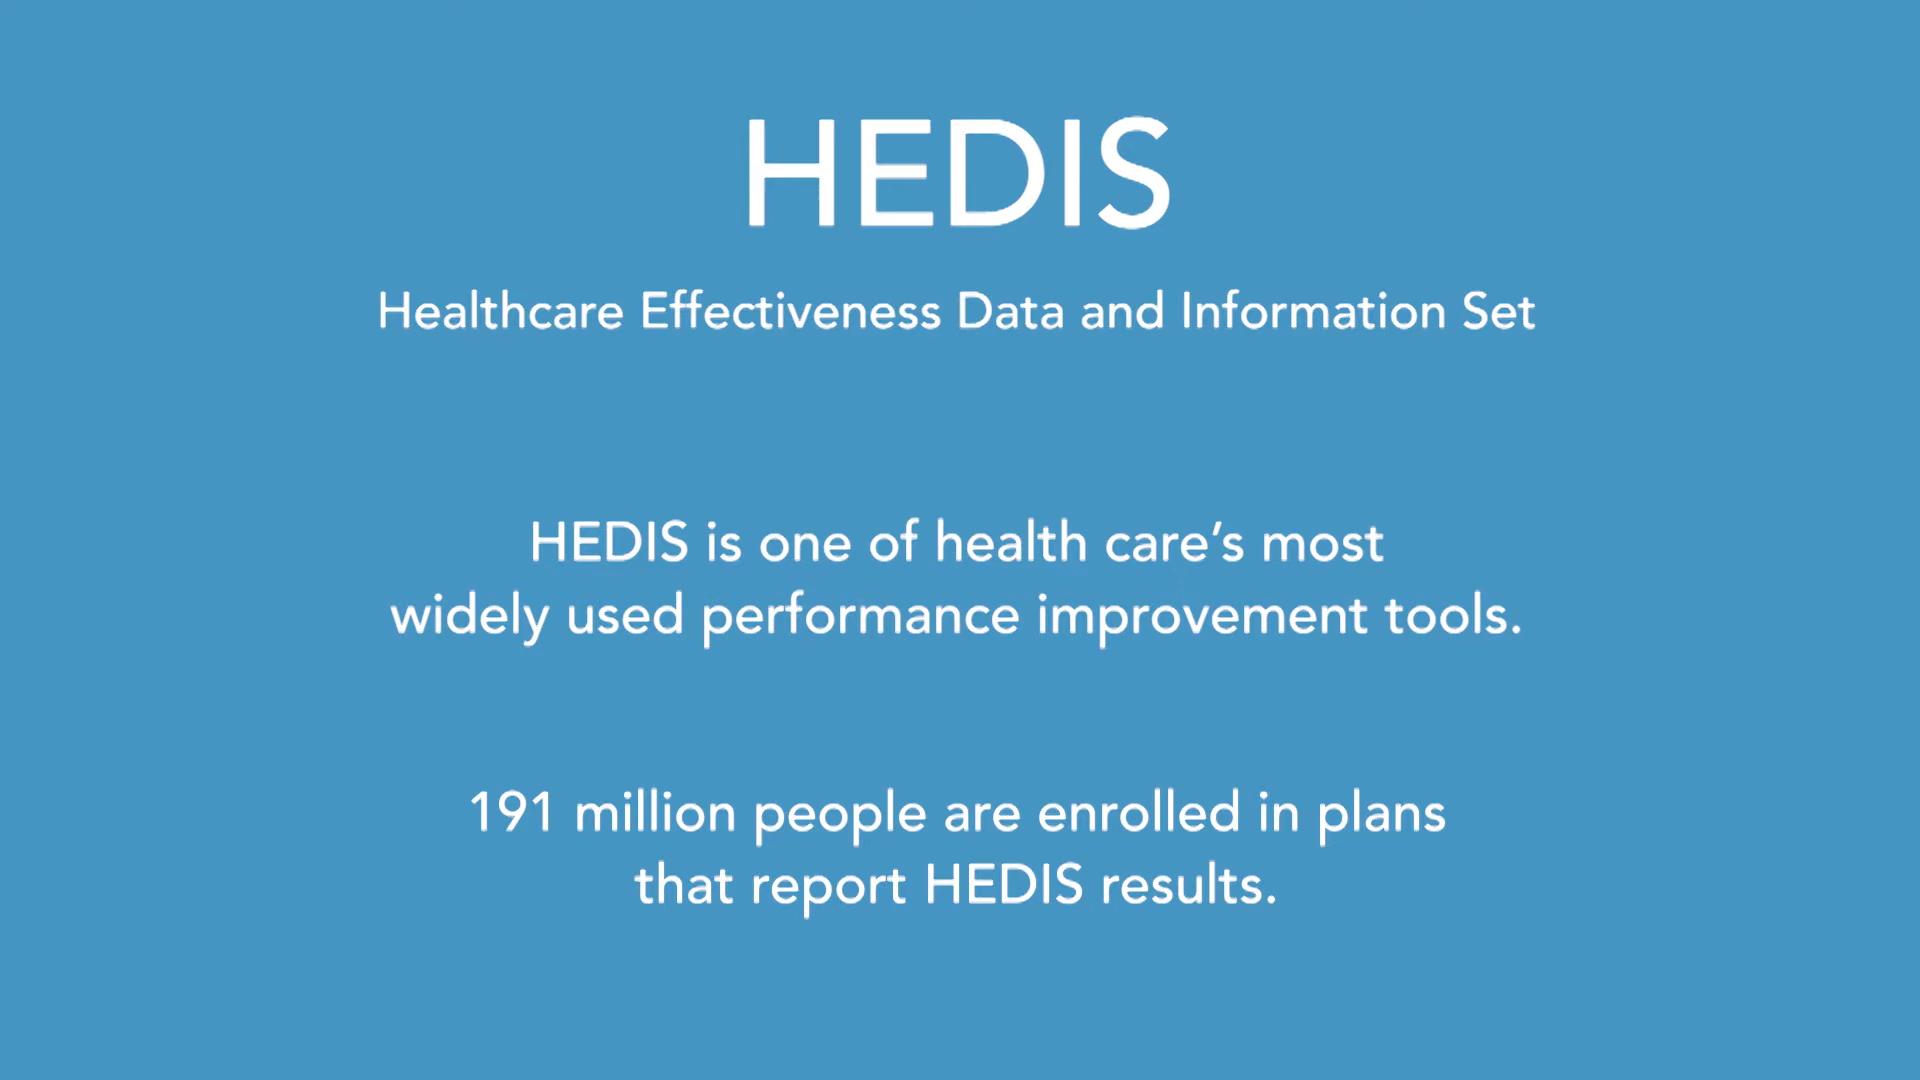 HEDIS
Healthcare Effectiveness Data and Information Set
HEDIS is one of health care’s most
widely used performance improvement tools.
191 million people are enrolled in plans
that report HEDIS results.